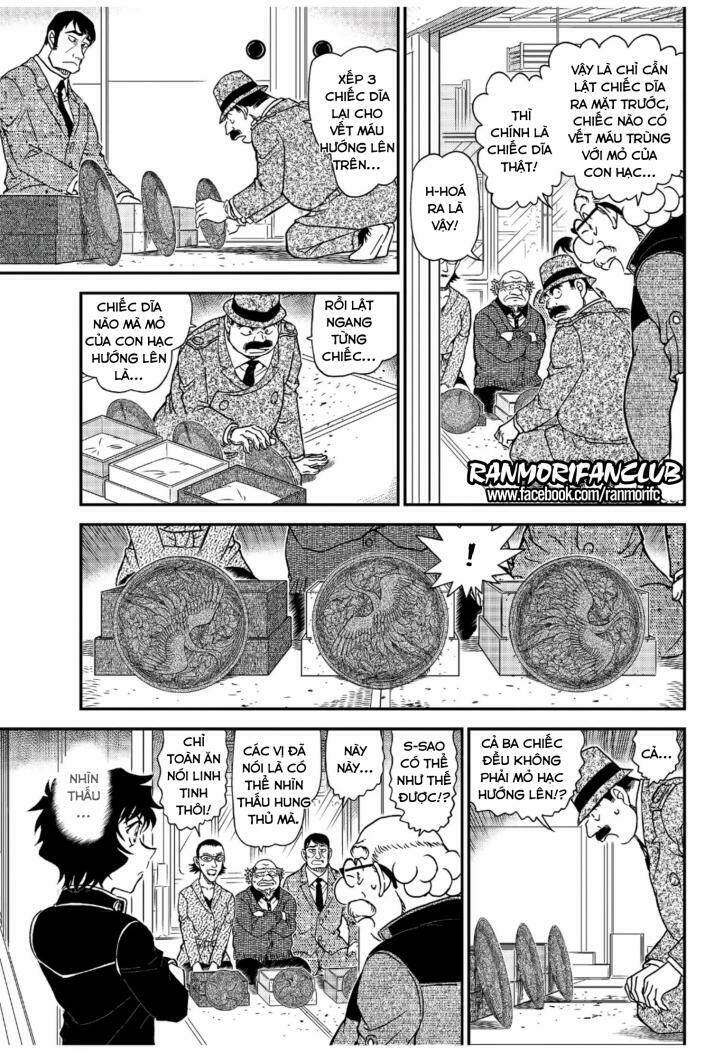 VẬY LÀ CHỈ CẦN
LẬT CHIẾC DĨA
RA MẶT TRƯỚC,
CHIẾC NÀO CÓ
VẾT MÁU TRÙNG
VỚI MỎ CỦA
CON HẠC...
THÌ
CHÍNH LÀ
CHIẾC DĨA
THẬT!
H-HOÁ
RA LÀ
VẬY!
XẾP 3
CHIẾC DĨA
LẠI CHO
VẾT MÁU
HƯỚNG LÊN
TRÊN...
RỒI LẬT
NGANG
TỪNG
CHIẾC...
CHIẾC DĨA
NÀO MÀ MỎ
CỦA CON HẠC
HƯỚNG LÊN
LÀ...
RANMORIFANCLUB
www.facebook.com/ranmorifc
!
CẢ...
CẢ BA CHIẾC
ĐỀU KHÔNG
PHẢI MỎ HẠC
HƯỚNG LÊN!?
S-SAO
CÓ THỂ
NHƯ THẾ
ĐƯỢC!?
NÀY
NÀY...
CÁC VỊ ĐÃ
NÓI LÀ CÓ
THỂ NHÌN
THẤU HUNG
THỦ MÀ.
CHỈ
TOÀN ĂN
NÓI LINH
TINH
THÔI!
NHÌN
THẤU
...